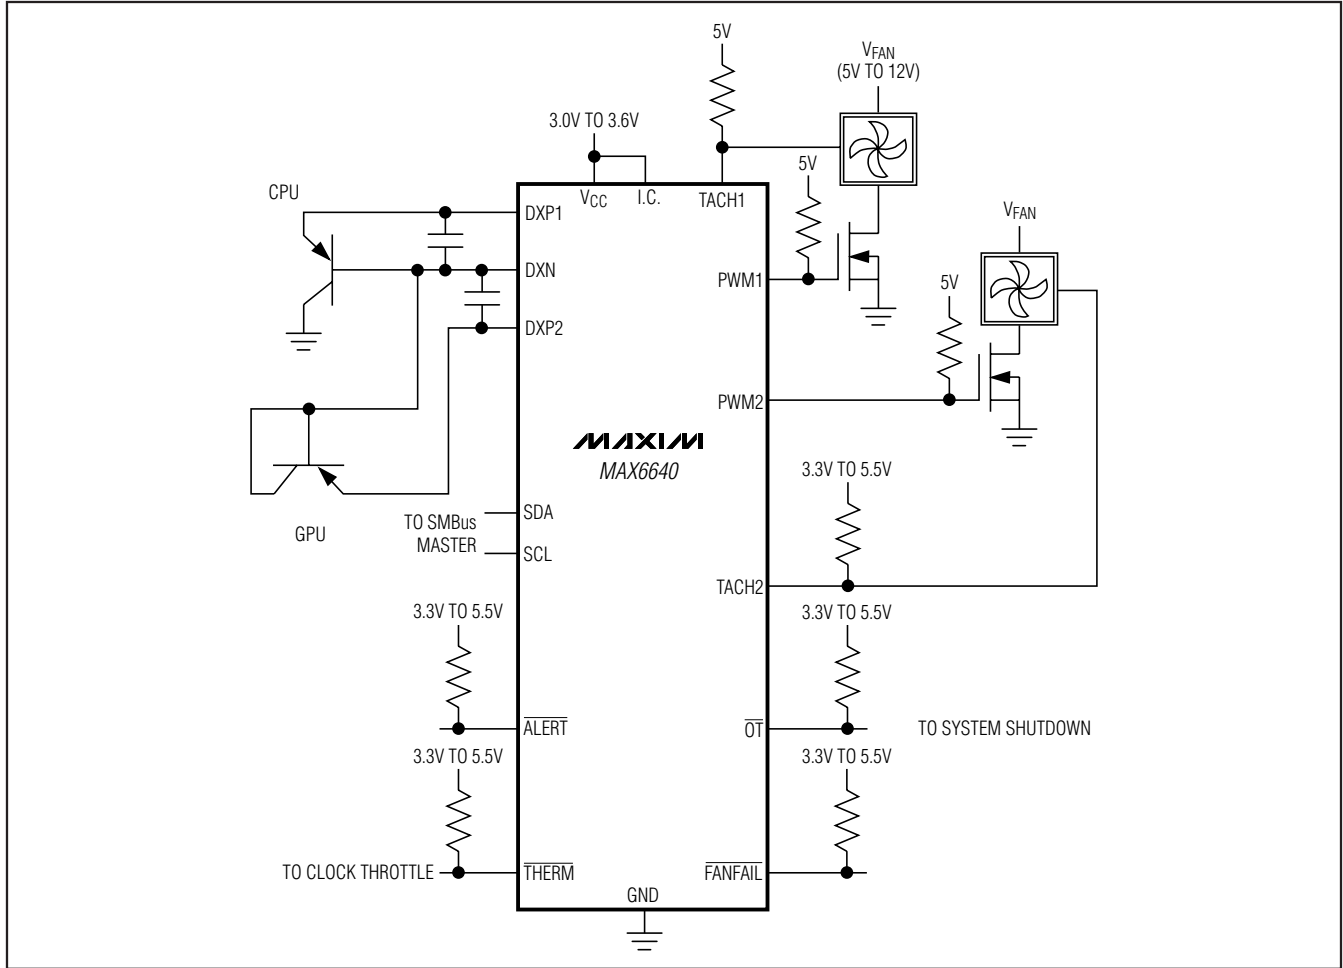 5V
VFAN
(5V TO 12V)
3.0V TO 3.6V
5V
CPU
VCC
I.C.
TACH1
VFAN
DXP1
DXN
PWM1
5V
DXP2
PWM2
MAXIM
MAX6640
3.3V TO 5.5V
GPU
TO SMBus
MASTER
SDA
SCL
TACH2
3.3V TO 5.5V
3.3V TO 5.5V
ALERT
OT
TO SYSTEM SHUTDOWN
3.3V TO 5.5V
3.3V TO 5.5V
TO CLOCK THROTTLE
THERM
FANFAIL
GND